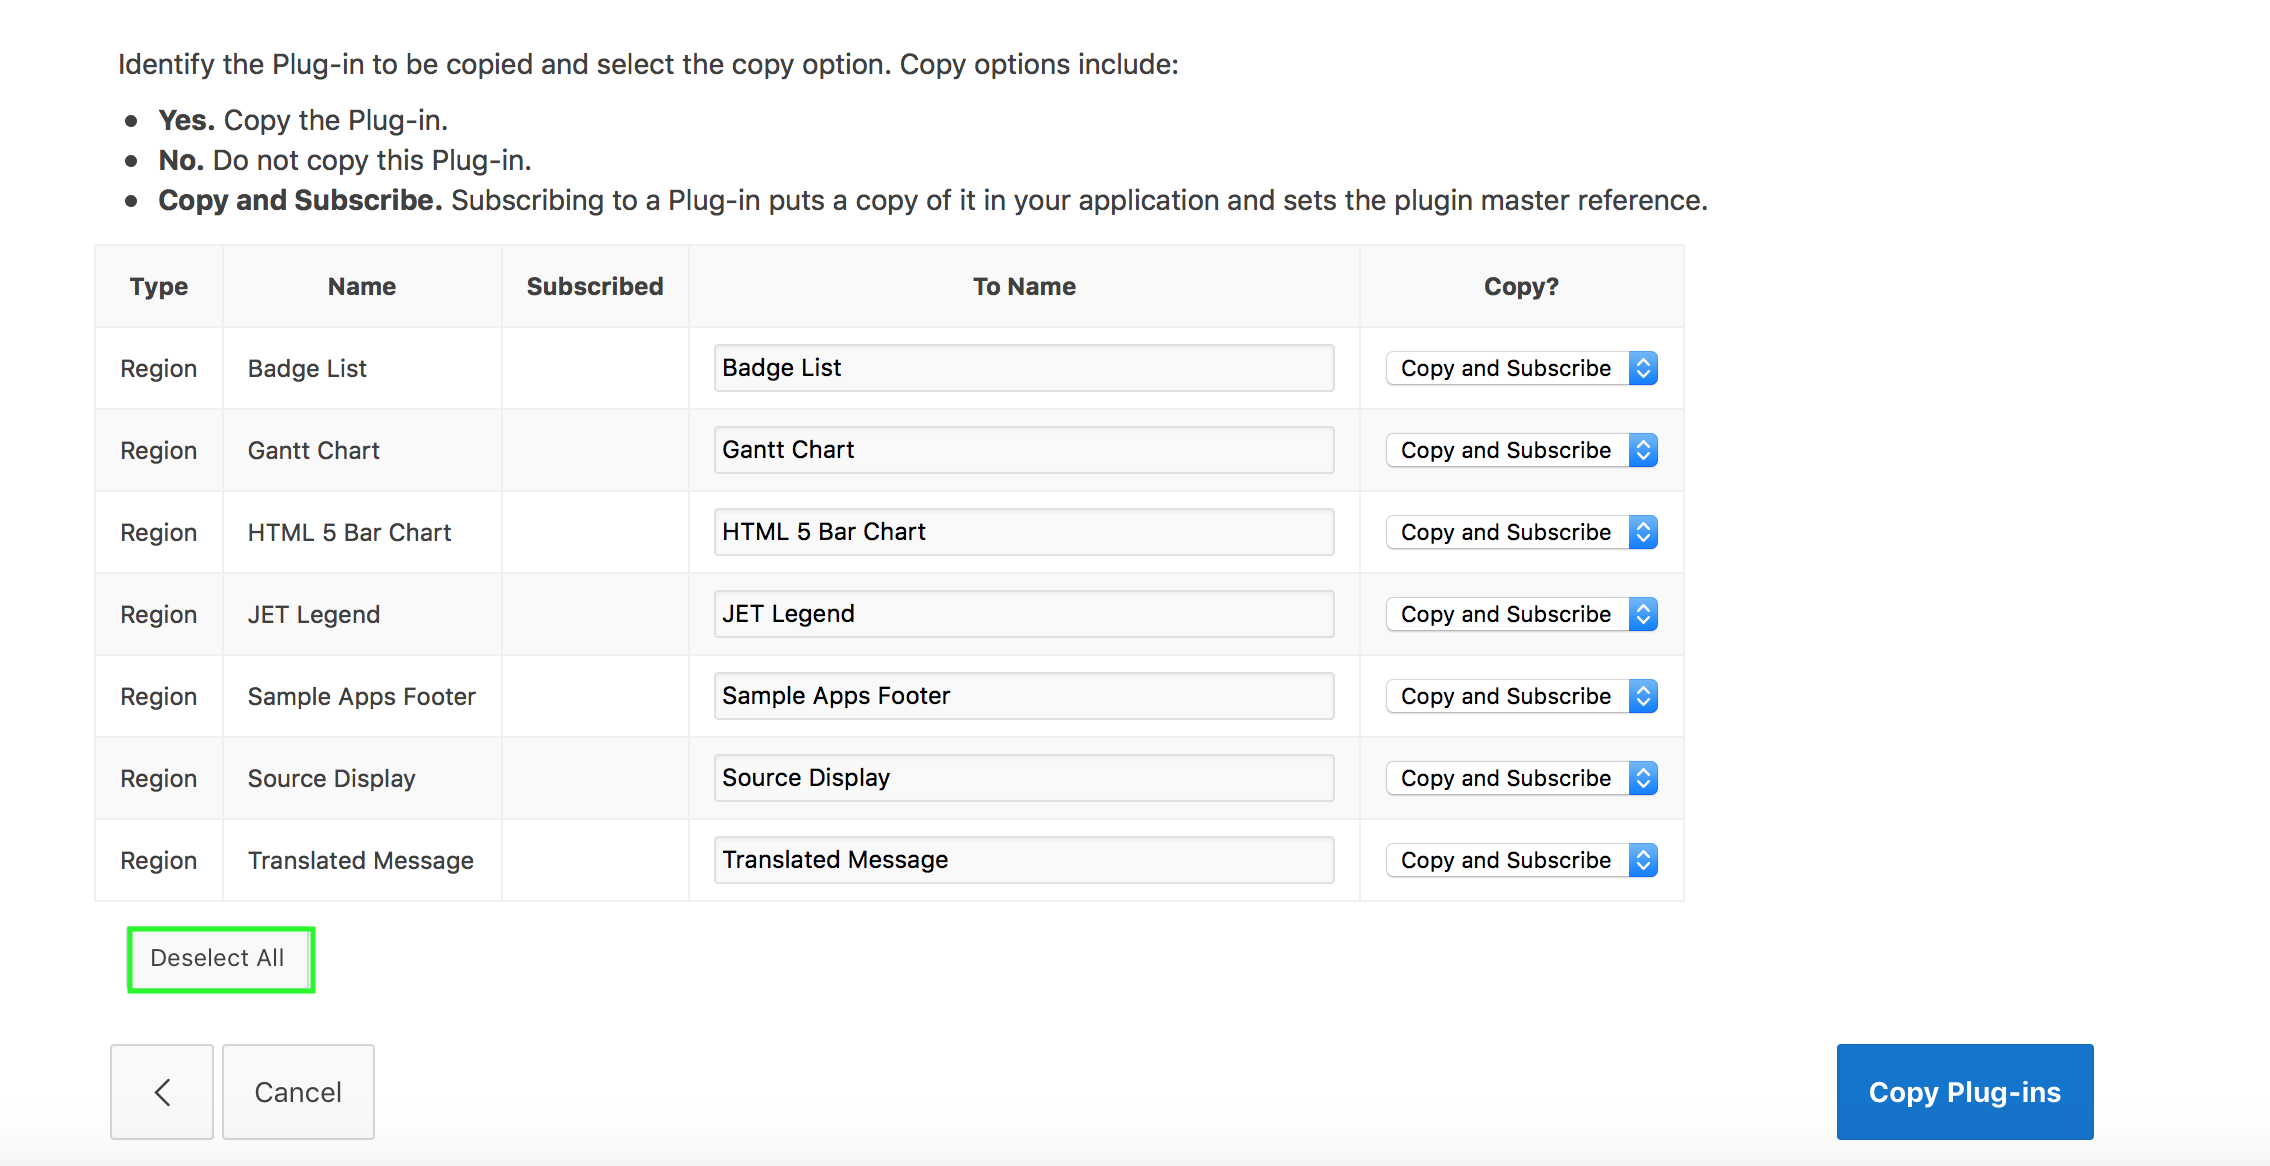 Identify the Plug-in to be copied and select the copy option. Copy options include:
Yes. Copy the Plug-in.
No. Do not copy this Plug-in.
Copy and Subscribe. Subscribing to a Plug-in puts a copy of it in your application and sets the plugin master reference.
Type Name Subscribed To Name Copy?
Region Badge List Badge List Copy and Subscribe
Region Gantt Chart Gantt Chart Copy and Subscribe
Region HTML 5 Bar Chart HTML 5 Bar Chart Copy and Subscribe
Region JET Legend JET Legend Copy and Subscribe
Region Sample Apps Footer Sample Apps Footer Copy and Subscribe
Region Source Display Source Display Copy and Subscribe
Region Translated Message Translated Message Copy and Subscribe
Deselect All
Cancel Copy Plug-ins